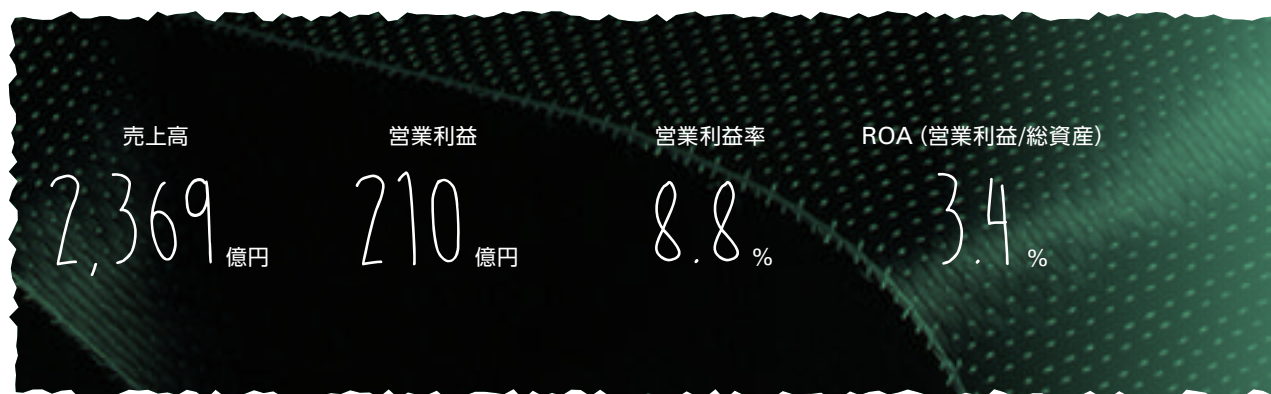 売上高
2,369億円
営業利益
210億円
営業利益率
8.8%
ROA（営業利益/総資産）
3.4%